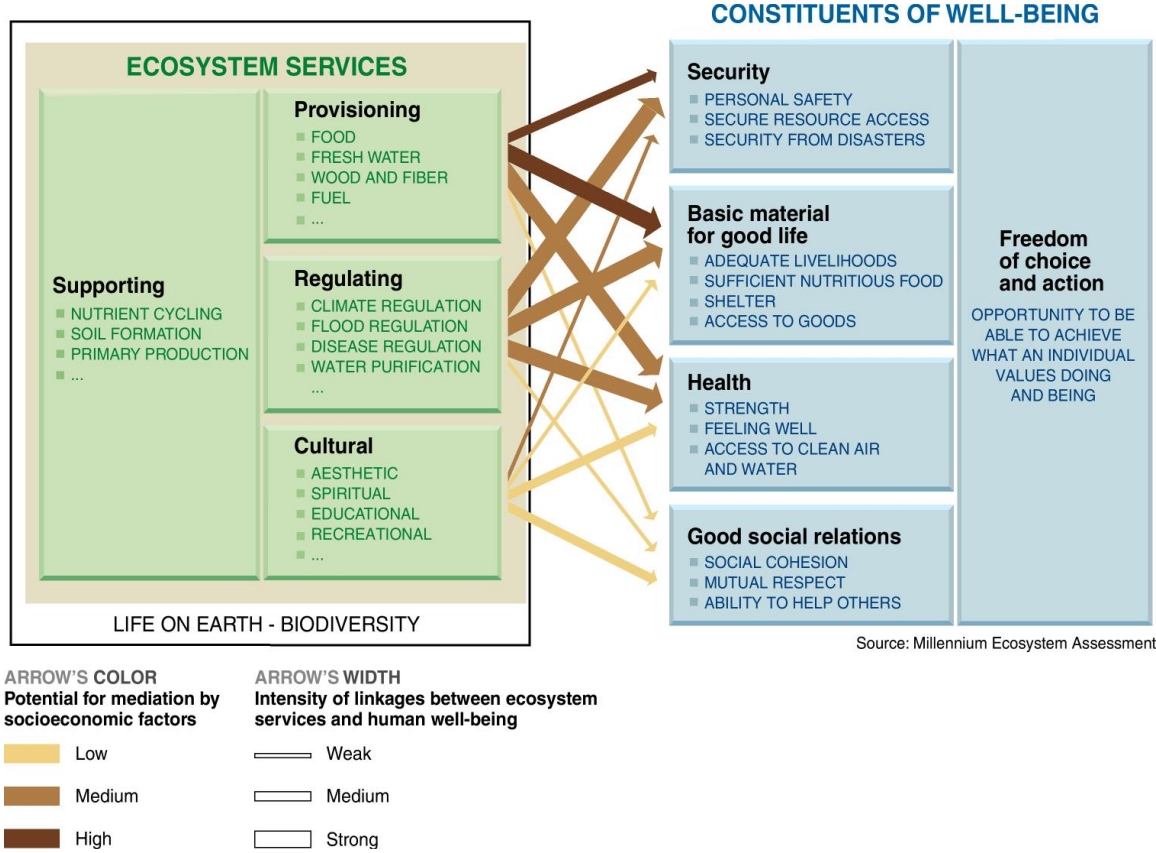 CONSTITUENTS OF WELL-BEING
ECOSYSTEM SERVICES
Supporting
NUTRIENT CYCLING
SOIL FORMATION
PRIMARY PRODUCTION
...
Provisioning
FOOD
FRESH WATER
WOOD AND FIBER
FUEL
...
Regulating
CLIMATE REGULATION
FLOOD REGULATION
DISEASE REGULATION
WATER PURIFICATION
...
Cultural
AESTHETIC
SPIRITUAL
EDUCATIONAL
RECREATIONAL
...
LIFE ON EARTH - BIODIVERSITY
Security
PERSONAL SAFETY
SECURE RESOURCE ACCESS
SECURITY FROM DISASTERS
Basic material
for good life
ADEQUATE LIVELIHOODS
SUFFICIENT NUTRITIOUS FOOD
SHELTER
ACCESS TO GOODS
Health
STRENGTH
FEELING WELL
ACCESS TO CLEAN AIR
AND WATER
Good social relations
SOCIAL COHESION
MUTUAL RESPECT
ABILITY TO HELP OTHERS
Freedom
of choice
and action
OPPORTUNITY TO BE
ABLE TO ACHIEVE
WHAT AN INDIVIDUAL
VALUES DOING
AND BEING
Source: Millennium Ecosystem Assessment
ARROW'S COLOR
Potential for mediation by
socioeconomic factors
Low
Medium
High
ARROW'S WIDTH
Intensity of linkages between ecosystem
services and human well-being
Weak
Medium
Strong